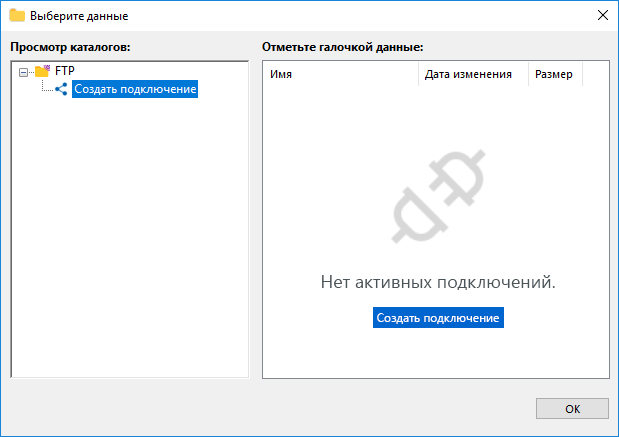 Выберите данные
Просмотр каталогов:
Отметьте галочкой данные:
FTP
Создать подключение
Имя
Дата изменения
Размер
Нет активных подключений.
Создать подключение
OK